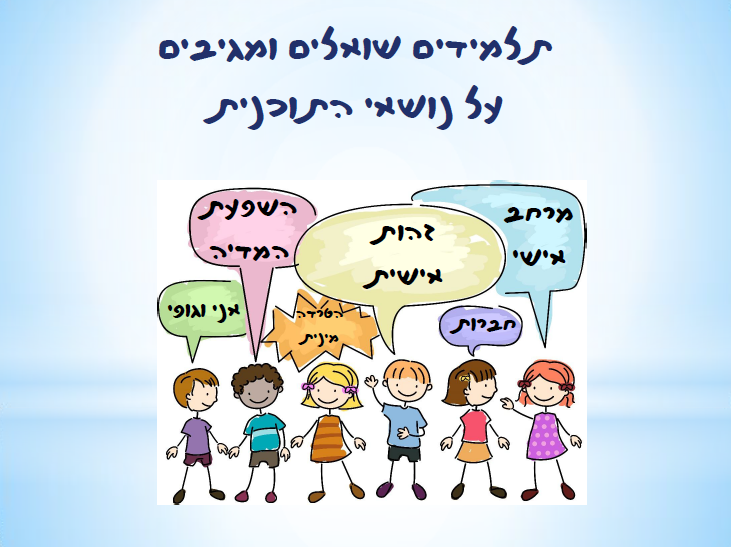 תלמידים שואלים ומגיבים
על נושאי התוכנית
מרחב
אישי
זהות
אישית
השפעת
המדיה
חברות
הטרדה
מינית
אני וגופי